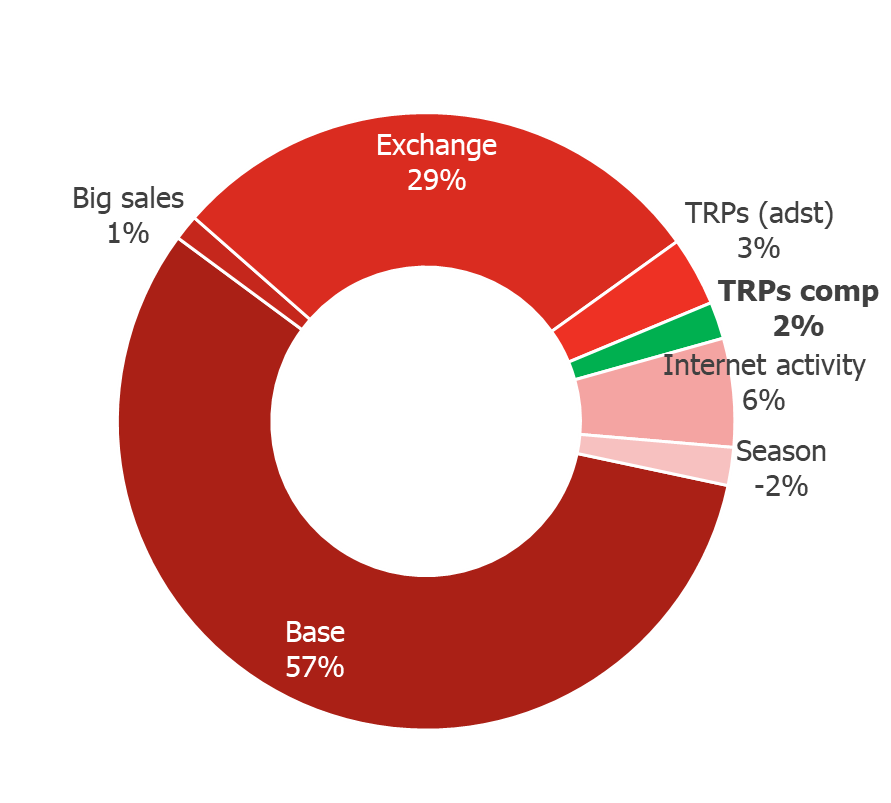 Exchange
29%
Big sales
1%
TRPs (adst)
3%
TRPs comp
2%
Internet activity
6%
Season
-2%
Base
57%